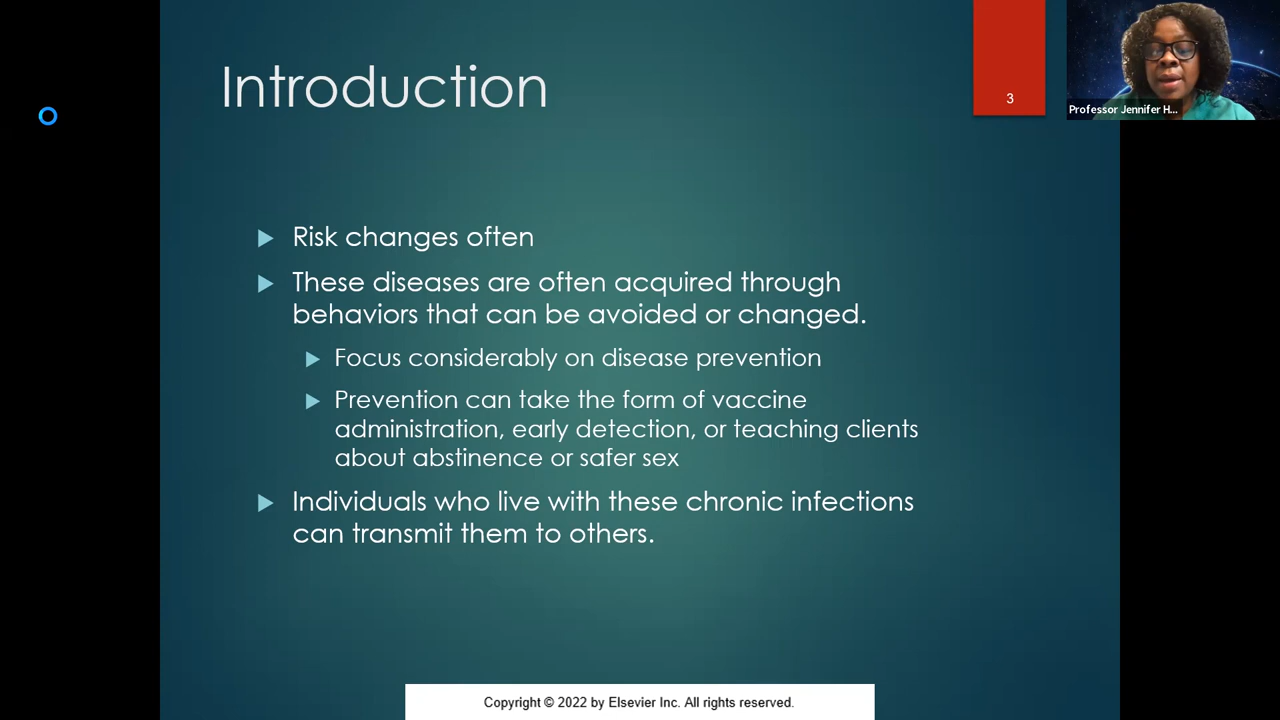 Introduction
3
Professor Jennifer H...
Risk changes often
These diseases are often acquired through
behaviors that can be avoided or changed.
Focus considerably on disease prevention
Prevention can take the form of vaccine
administration, early detection, or teaching clients
about abstinence or safer sex
Individuals who live with these chronic infections
can transmit them to others.
Copyright © 2022 by Elsevier Inc. All rights reserved.